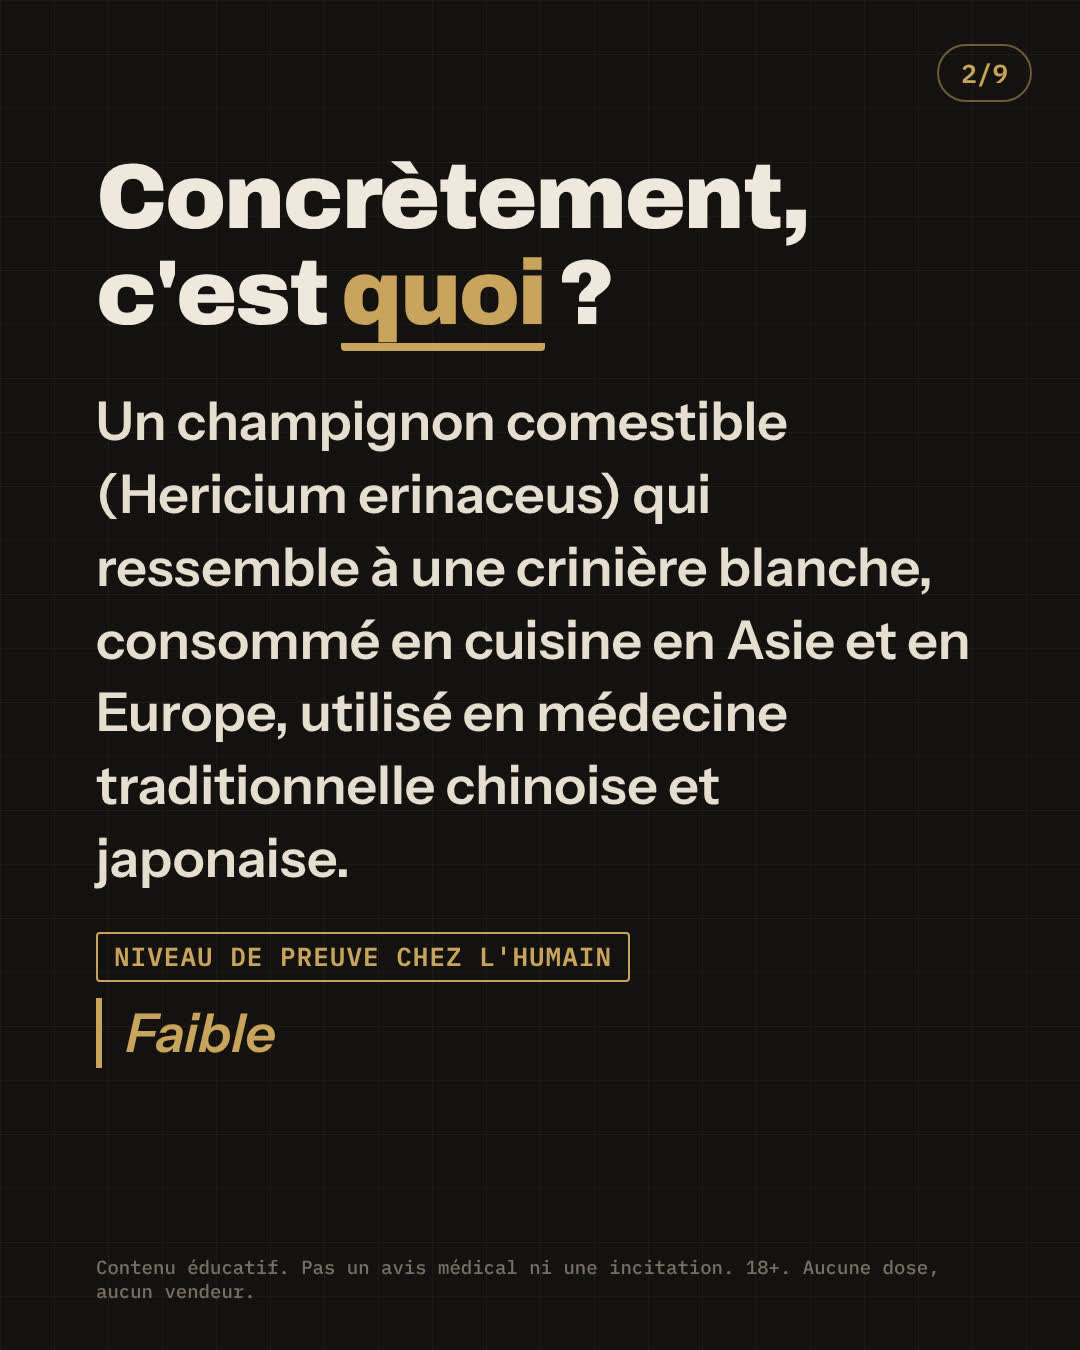 2/9
Concrètement,
c'est quoi ?
Un champignon comestible
(Hericium erinaceus) qui
ressemble à une crinière blanche,
consommé en cuisine en Asie et en
Europe, utilisé en médecine
traditionnelle chinoise et
japonaise.
NIVEAU DE PREUVE CHEZ L'HUMAIN
Faible
Contenu éducatif. Pas un avis médical ni une incitation. 18+. Aucune dose,
aucun vendeur.